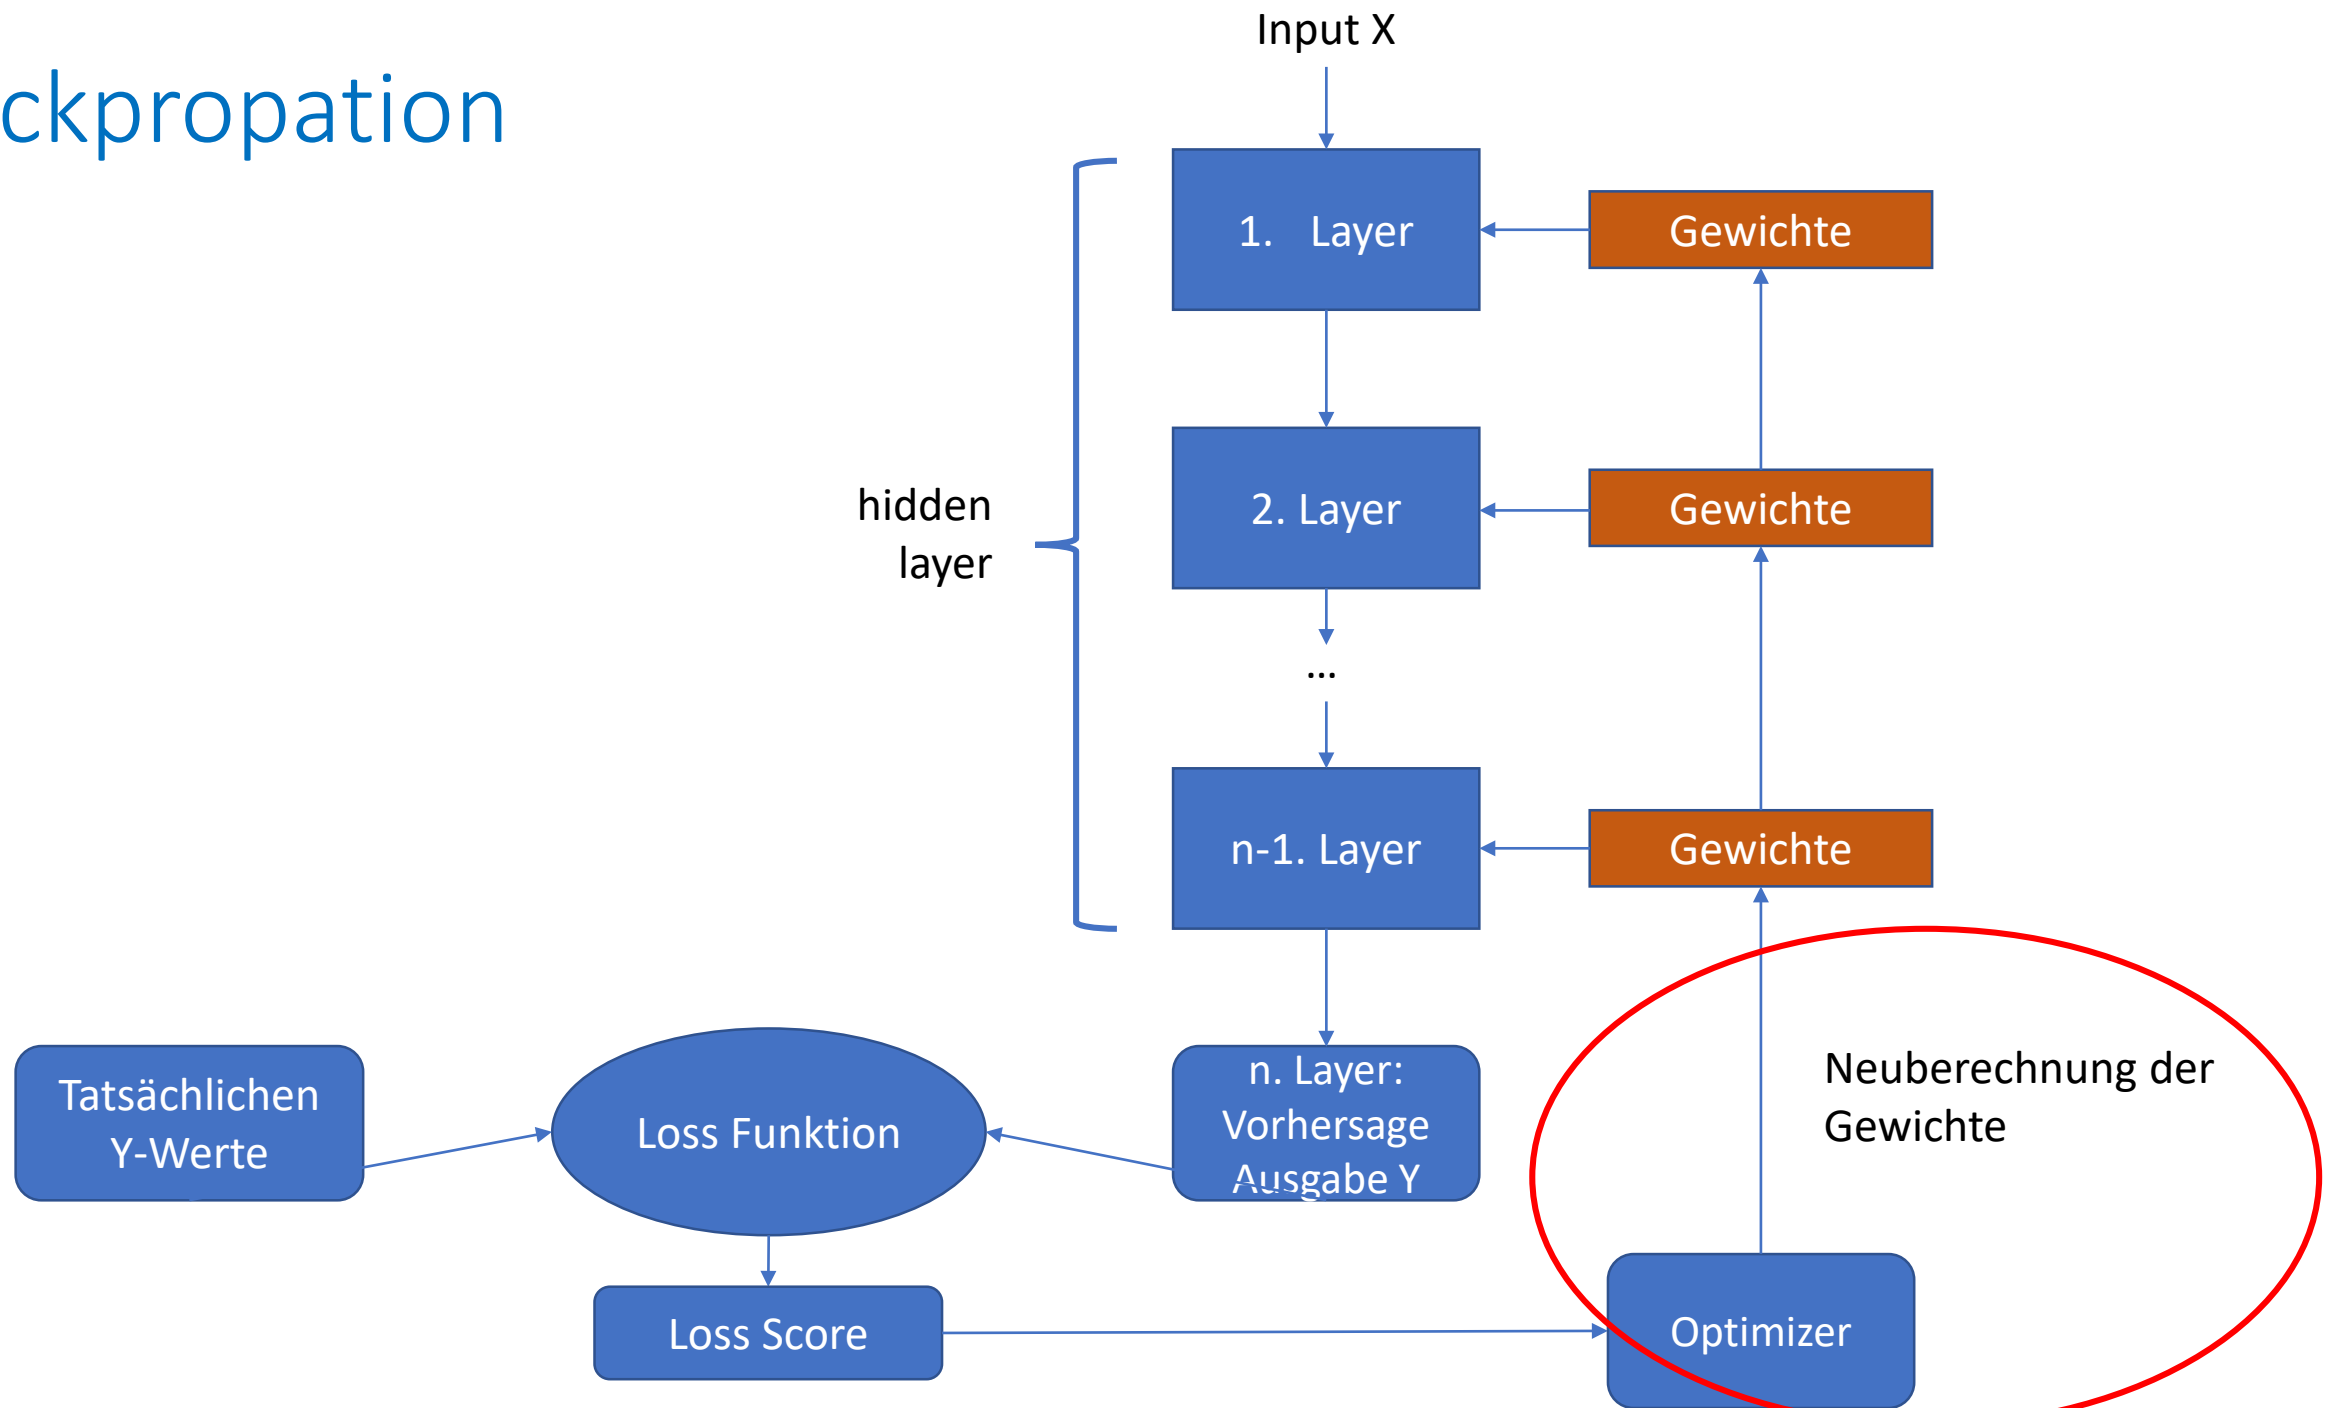 Input X
ckpropation
1. Layer
Gewichte
hidden
layer
2. Layer
Gewichte
...
n-1. Layer
Gewichte
Tatsächlichen
Y-Werte
Loss Funktion
n. Layer:
Vorhersage
Ausgabe Y
Neuberechnung der
Gewichte
Loss Score
Optimizer